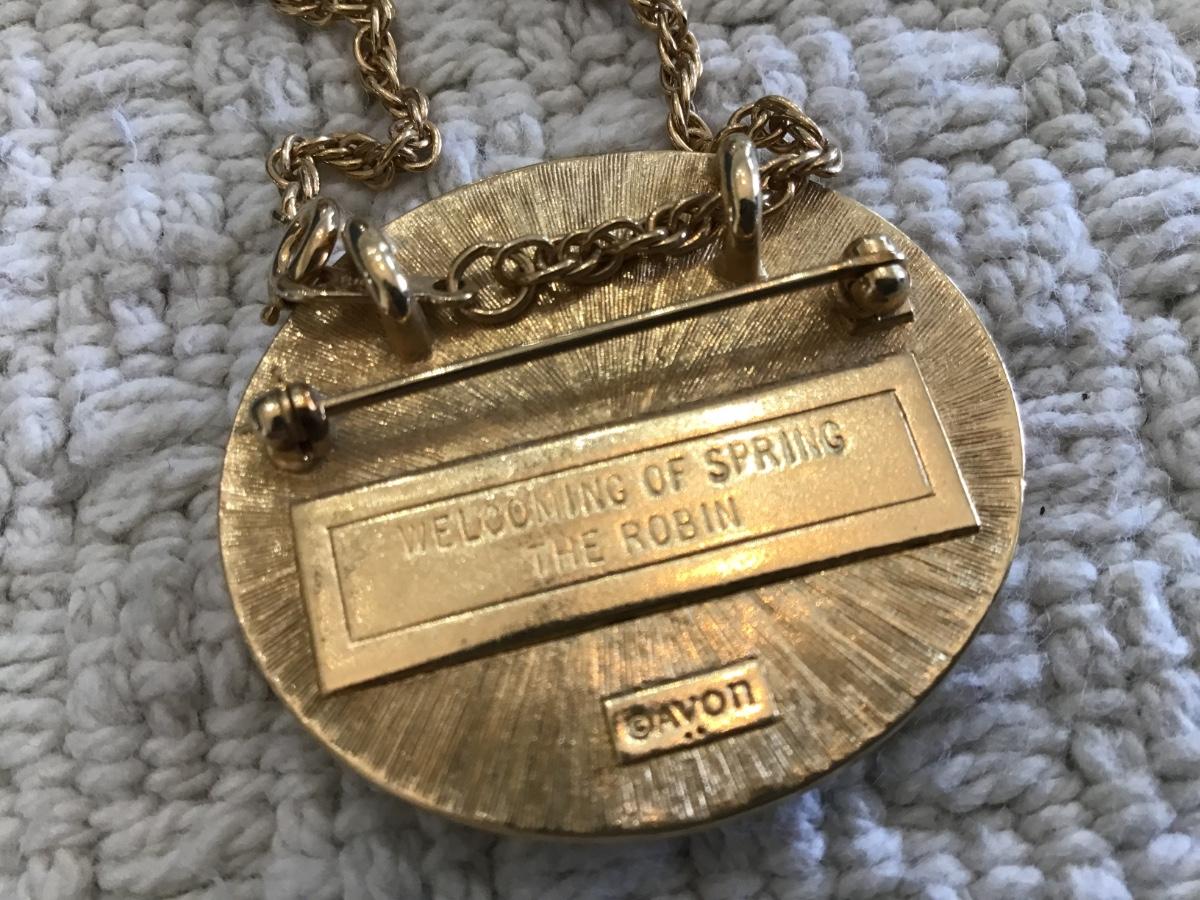 WELCOMING OF SPRING
THE ROBIN
©AVON